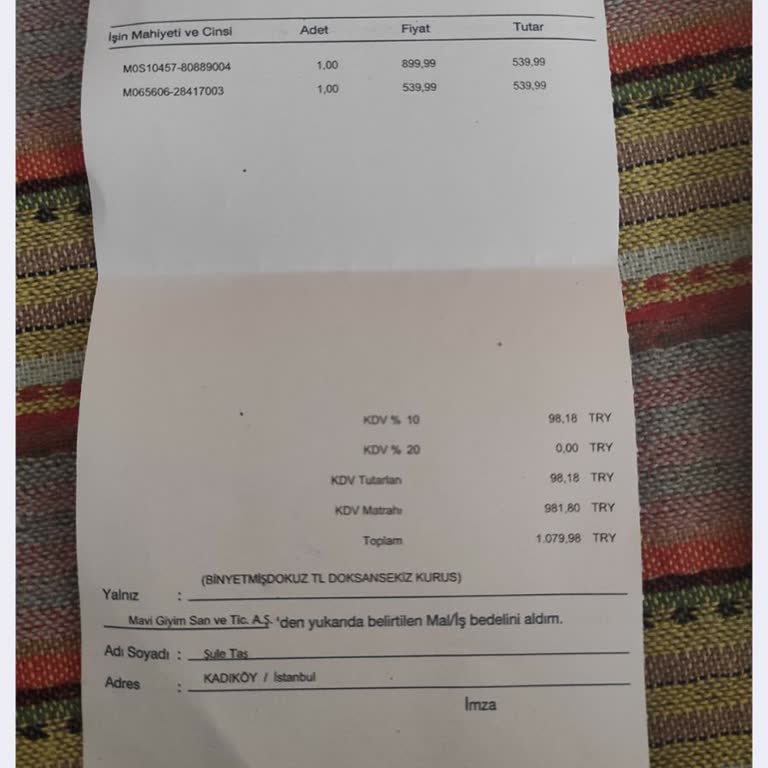 İşin Mahiyeti ve Cinsi Adet Fiyat Tutar
M0S10457-80889004 1,00 899,99 539,99
M065606-28417003 1,00 539,99 539,99
KDV % 10 98,18 TRY
KDV % 20 0,00 TRY
KDV Tutarları 98,18 TRY
KDV Matrahı 981,80 TRY
Toplam 1.079,98 TRY
(BİNYETMİŞDOKUZ TL DOKSANSEKİZ KURUS)
Yalnız :
Mavi Giyim San ve Tic. A.Ş. 'den yukarıda belirtilen Mal/İş bedelini aldım.
Adı Soyadı : Şule Taş
KADIKÖY / İstanbul
Adres :
İmza